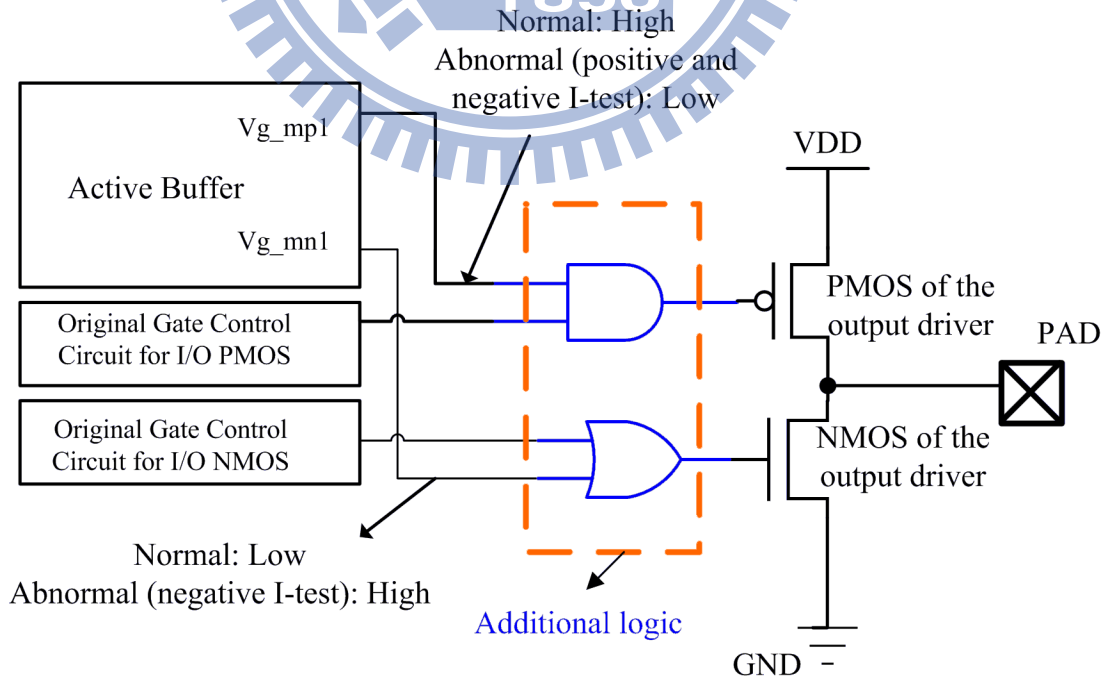 1896
Normal: High
Abnormal (positive and
negative I-test): Low
Vg_mp1
Active Buffer
Vg_mn1
VDD
Original Gate Control
Circuit for I/O PMOS
PMOS of the
output driver
PAD
Original Gate Control
Circuit for I/O NMOS
NMOS of the
output driver
Normal: Low
Abnormal (negative I-test): High
Additional logic
GND